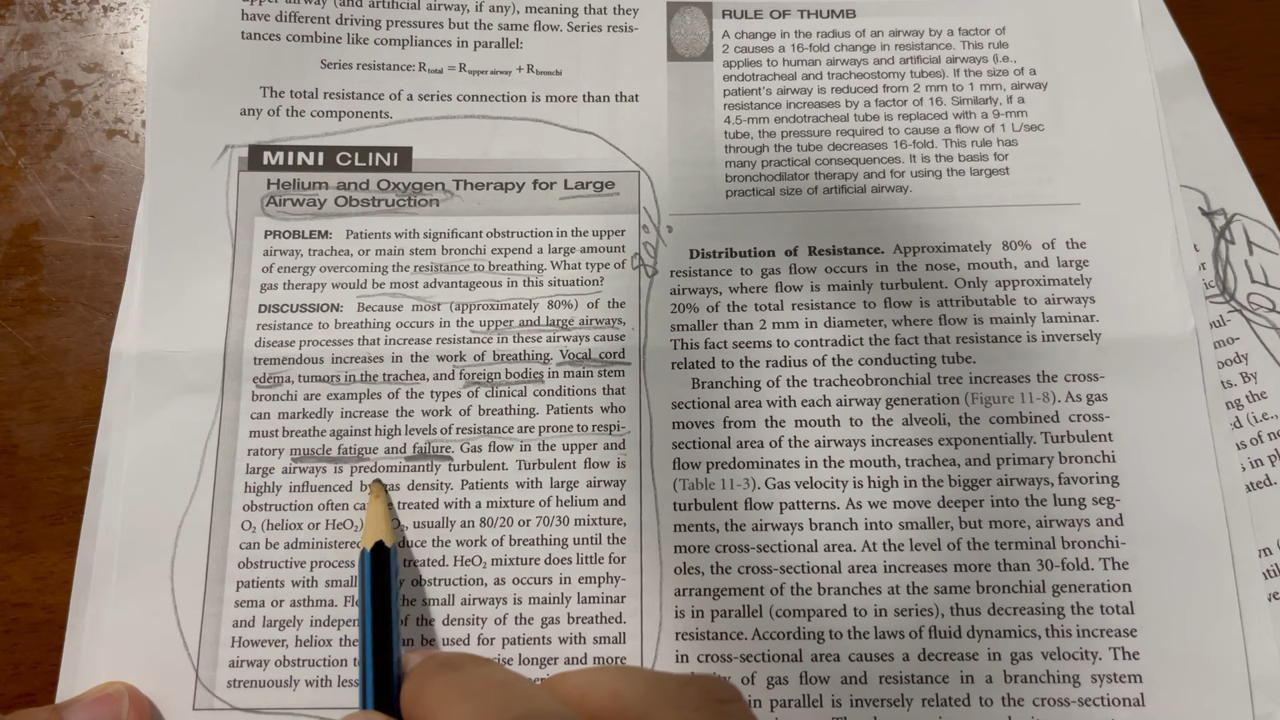 upper airway (and artificial airway, if any), meaning that they
have different driving pressures but the same flow. Series resis-
tances combine like compliances in parallel:
Series resistance: R total = R upper airway + R bronchi
The total resistance of a series connection is more than that
any of the components.
MINI CLINI
Helium and Oxygen Therapy for Large
Airway Obstruction
PROBLEM: Patients with significant obstruction in the upper
airway, trachea, or main stem bronchi expend a large amount
of energy overcoming the resistance to breathing. What type of
gas therapy would be most advantageous in this situation?
DISCUSSION: Because most (approximately 80%) of the
resistance to breathing occurs in the upper and large airways,
disease processes that increase resistance in these airways cause
tremendous increases in the work of breathing. Vocal cord
edema, tumors in the trachea, and foreign bodies in main stem
bronchi are examples of the types of clinical conditions that
can markedly increase the work of breathing. Patients who
must breathe against high levels of resistance are prone to respi-
ratory muscle fatigue and failure. Gas flow in the upper and
large airways is predominantly turbulent. Turbulent flow is
highly influenced by gas density. Patients with large airway
obstruction often ca treated with a mixture of helium and
O₂ (heliox or HeO₂) O₂, usually an 80/20 or 70/30 mixture,
can be administered duce the work of breathing until the
obstructive process treated. HeO₂ mixture does little for
patients with small y obstruction, as occurs in emphy-
sema or asthma. Flo he small airways is mainly laminar
and largely indepen of the density of the gas breathed.
However, heliox the an be used for patients with small
airway obstruction t ise longer and more
strenuously with less
80%
RULE OF THUMB
A change in the radius of an airway by a factor of
2 causes a 16-fold change in resistance. This rule
applies to human airways and artificial airways (i.e.,
endotracheal and tracheostomy tubes). If the size of a
patient's airway is reduced from 2 mm to 1 mm, airway
resistance increases by a factor of 16. Similarly, if a
4.5-mm endotracheal tube is replaced with a 9-mm
tube, the pressure required to cause a flow of 1 L/sec
through the tube decreases 16-fold. This rule has
many practical consequences. It is the basis for
bronchodilator therapy and for using the largest
practical size of artificial airway.
Distribution of Resistance. Approximately 80% of the
resistance to gas flow occurs in the nose, mouth, and large
airways, where flow is mainly turbulent. Only approximately
20% of the total resistance to flow is attributable to airways
smaller than 2 mm in diameter, where flow is mainly laminar.
This fact seems to contradict the fact that resistance is inversely
related to the radius of the conducting tube.
Branching of the tracheobronchial tree increases the cross-
sectional area with each airway generation (Figure 11-8). As gas
moves from the mouth to the alveoli, the combined cross-
sectional area of the airways increases exponentially. Turbulent
flow predominates in the mouth, trachea, and primary bronchi
(Table 11-3). Gas velocity is high in the bigger airways, favoring
turbulent flow patterns. As we move deeper into the lung seg-
ments, the airways branch into smaller, but more, airways and
more cross-sectional area. At the level of the terminal bronchi-
oles, the cross-sectional area increases more than 30-fold. The
arrangement of the branches at the same bronchial generation
is in parallel (compared to in series), thus decreasing the total
resistance. According to the laws of fluid dynamics, this increase
in cross-sectional area causes a decrease in gas velocity. The
of gas flow and resistance in a branching system
in parallel is inversely related to the cross-sectional
pul-
mo-
body
ts. By
ng the
d (i.e.,
is of
in pl
ated.